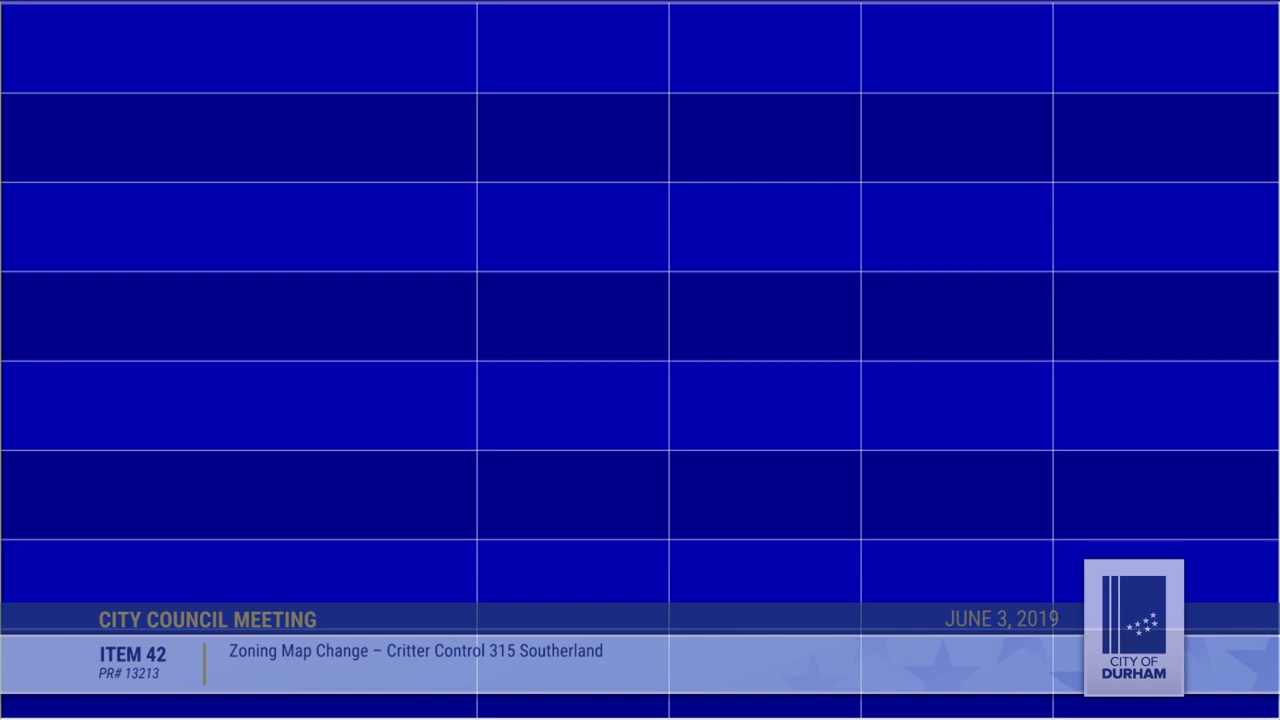 CITY COUNCIL MEETING
JUNE 3, 2019
ITEM 42
PR# 13213
Zoning Map Change – Critter Control 315 Southerland
CITY OF
DURHAM